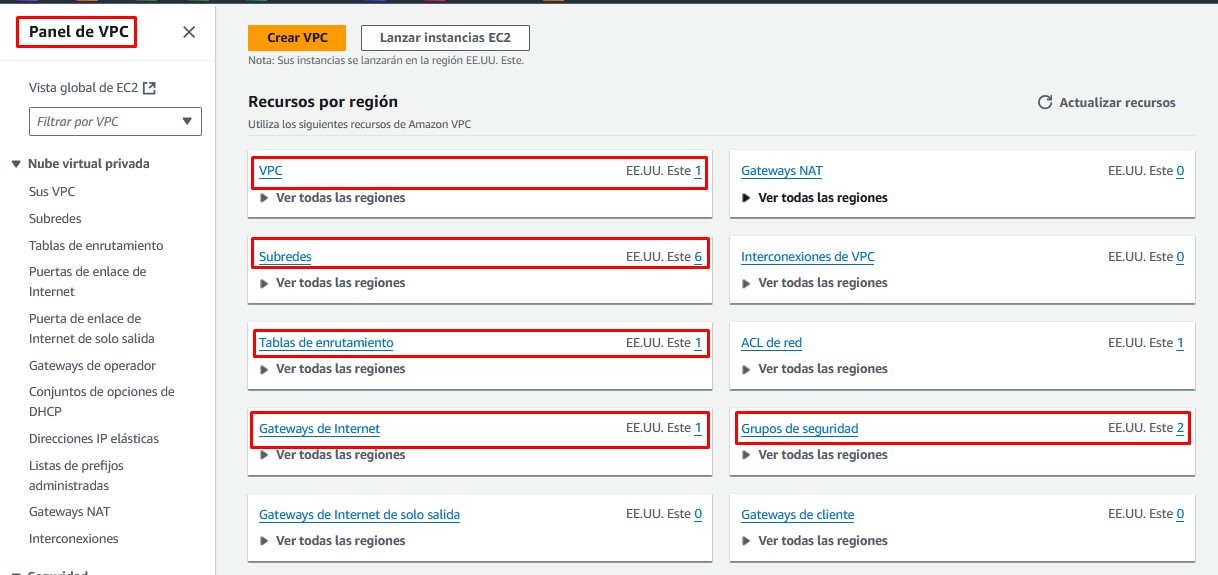 Panel de VPC
Vista global de EC2
Filtrar por VPC
Nube virtual privada
Sus VPC
Subredes
Tablas de enrutamiento
Puertas de enlace de
Internet
Puerta de enlace de
Internet de solo salida
Gateways de operador
Conjuntos de opciones de
DHCP
Direcciones IP elásticas
Listas de prefijos
administradas
Gateways NAT
Interconexiones
Seguridad
Crear VPC
Lanzar instancias EC2
Nota: Sus instancias se lanzarán en la región EE.UU. Este.
Recursos por región
Actualizar recursos
Utiliza los siguientes recursos de Amazon VPC
VPC EE.UU. Este 1
Ver todas las regiones
Gateways NAT EE.UU. Este 0
Ver todas las regiones
Subredes EE.UU. Este 6
Ver todas las regiones
Interconexiones de VPC EE.UU. Este 0
Ver todas las regiones
Tablas de enrutamiento EE.UU. Este 1
Ver todas las regiones
ACL de red EE.UU. Este 1
Ver todas las regiones
Gateways de Internet EE.UU. Este 1
Ver todas las regiones
Grupos de seguridad EE.UU. Este 2
Ver todas las regiones
Gateways de Internet de solo salida EE.UU. Este 0
Ver todas las regiones
Gateways de cliente EE.UU. Este 0
Ver todas las regiones